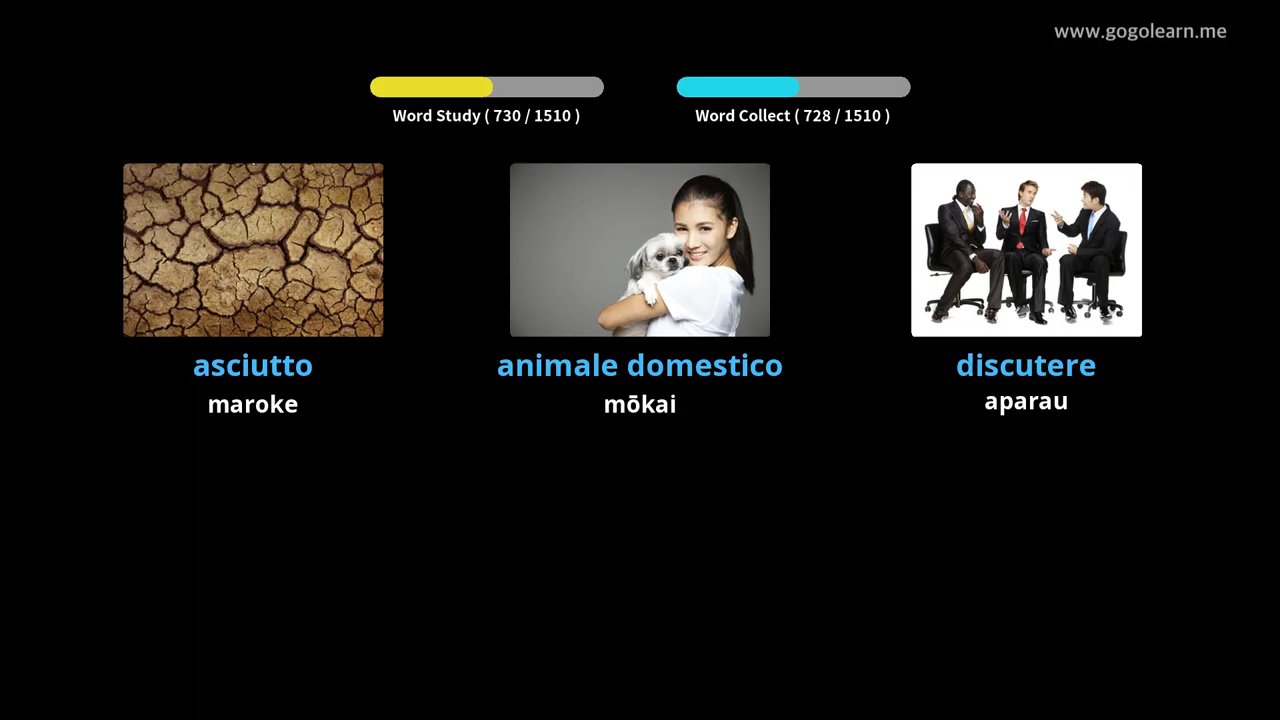 www.gogolearn.me
Word Study ( 730 / 1510 )
Word Collect ( 728 / 1510 )
asciutto
maroke
animale domestico
mōkai
discutere
aparau